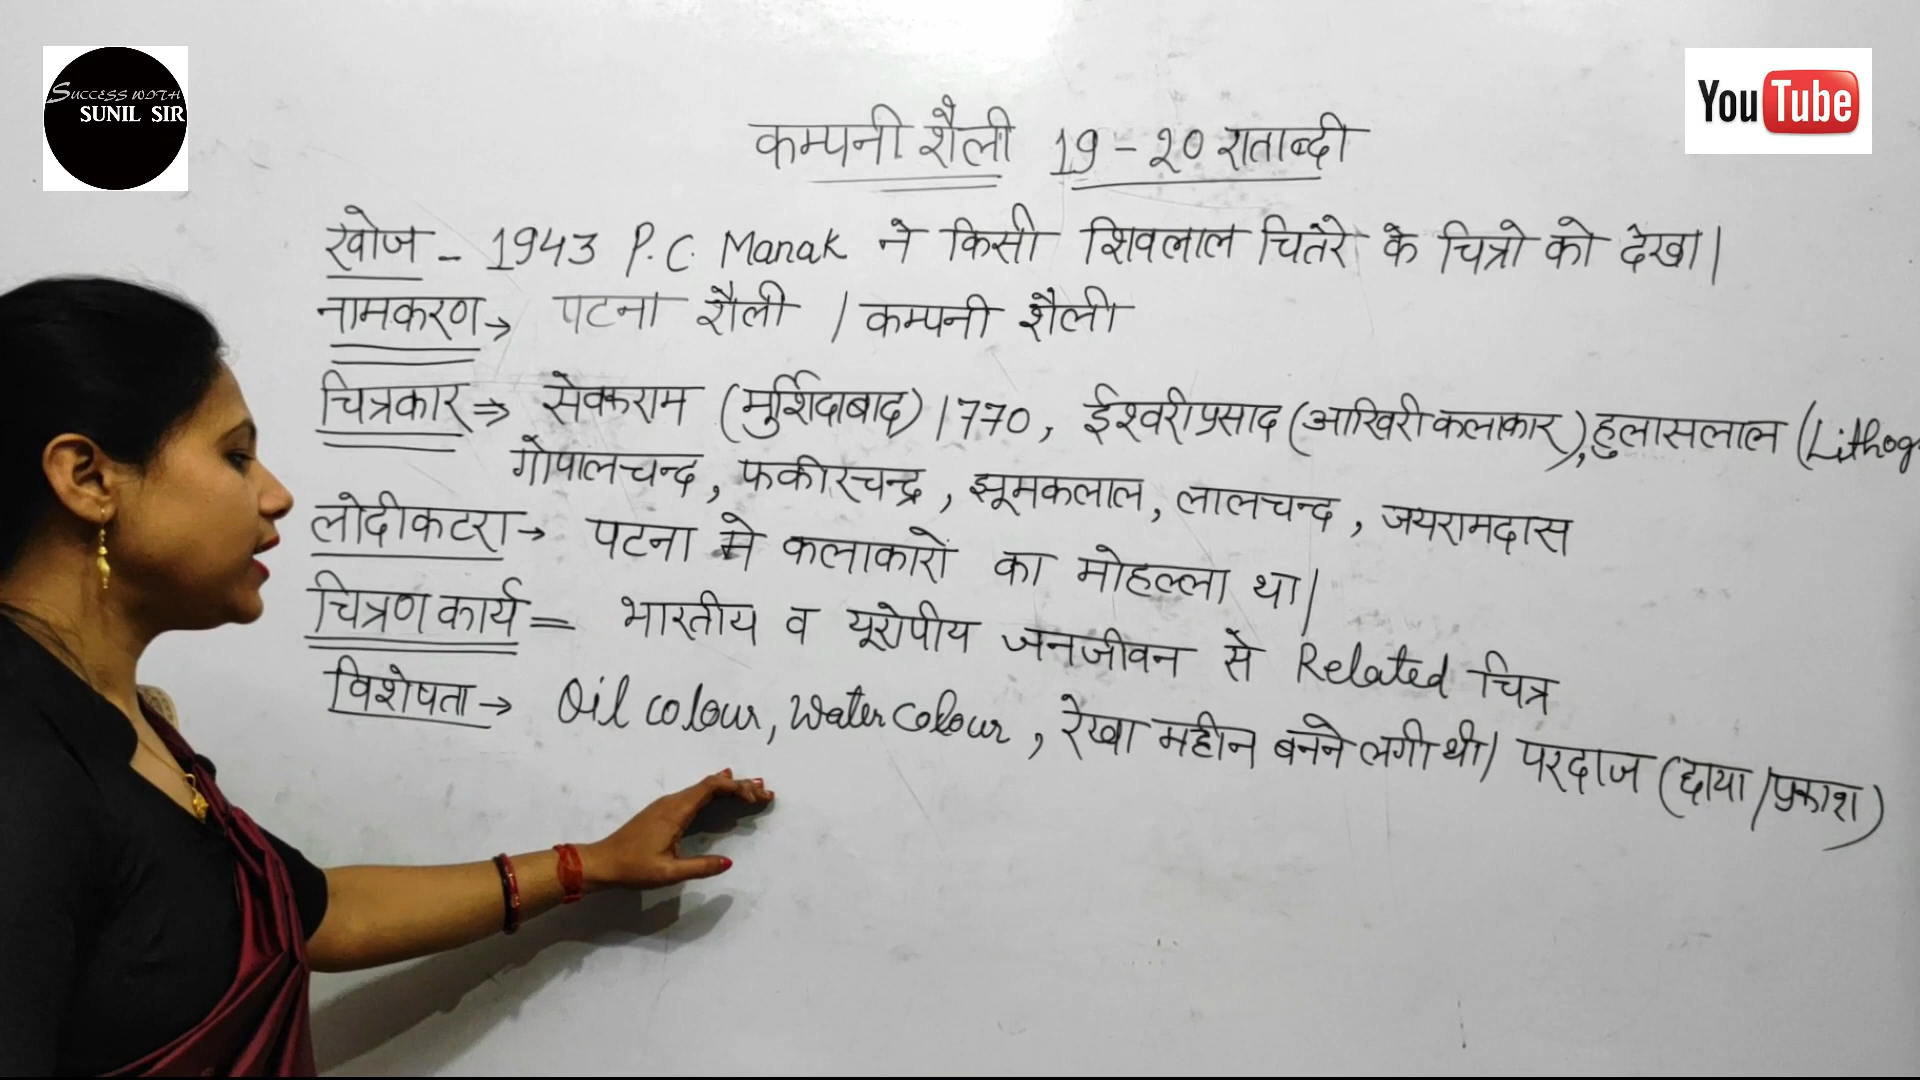 SUCCESS WITH
SUNIL SIR
YouTube
कम्पनी शैली 19-२० शताब्दी
खोज - 1943 P.C. Manak ने किसी शिवलाल चितेरे के चित्रो को देखा।
नामकरण → पटना शैली / कम्पनी शैली
चित्रकार ⇒ सेवकराम (मुर्शिदाबाद) 1770, ईश्वरीप्रसाद (आखिरी कलाकार), हुलासलाल (Lithog
गोपालचन्द, फकीरचन्द्र, झूमकलाल, लालचन्द, जयरामदास
लोदीकटरा → पटना मे कलाकारों का मोहल्ला था।
चित्रण कार्य = भारतीय व यूरोपीय जनजीवन से Related चित्र
विशेषता → Oil colour, Water Colour, रेखा महीन बनने लगी थी। परदाज (छाया/प्रकाश)